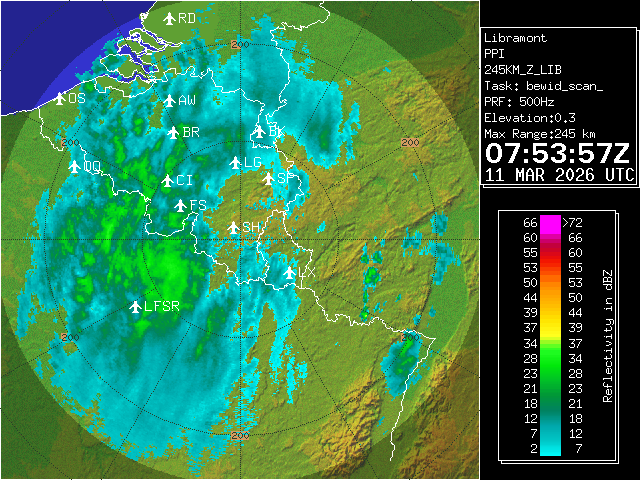 RD
200
OS
AW
BR
BK
200
200
QQ
LG
CI
SP
FS
SH
LX
LFSR
200
200
200
Libramont
PPI
245KM_Z_LIB
Task: bewid_scan_
PRF: 500Hz
Elevation:0.3
Max Range:245 km
07:53:57Z
11 MAR 2026 UTC
66 >72
60 66
55 60
53 55
50 53
44 50
39 44
37 39
34 37
28 34
23 28
21 23
18 21
12 18
7 12
2 7
Reflectivity in dBZ